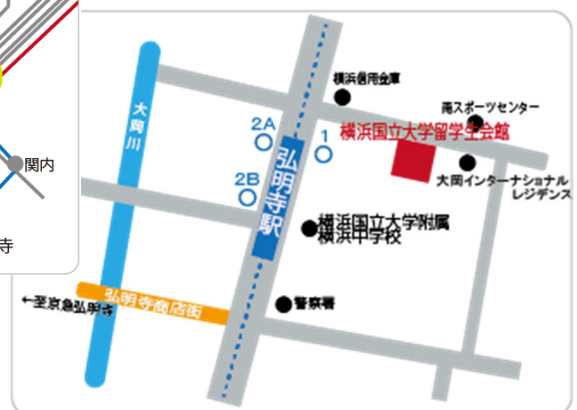 関内
寺
横浜信用金庫
南スポーツセンター
大岡川
2A
1
横浜国立大学留学生会館
弘明寺駅
大岡インターナショナル
レジデンス
2B
横浜国立大学附属
横浜中学校
弘明寺商店街
←至京急弘明寺
警察署